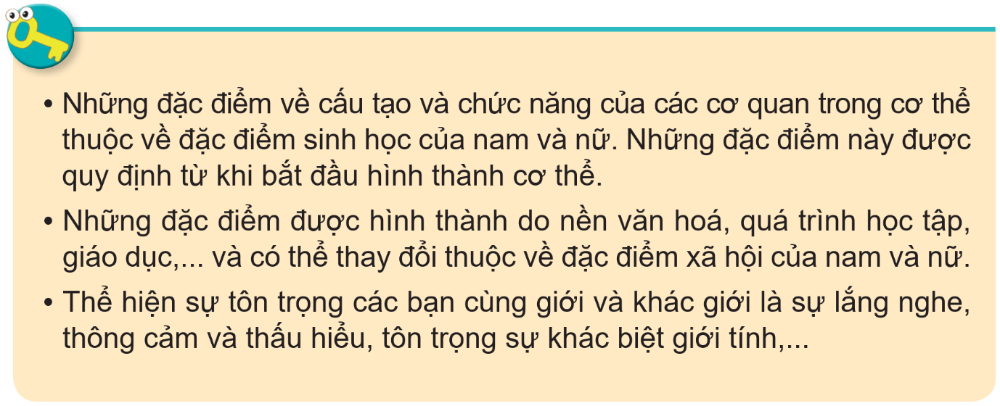 • Những đặc điểm về cấu tạo và chức năng của các cơ quan trong cơ thể
thuộc về đặc điểm sinh học của nam và nữ. Những đặc điểm này được
quy định từ khi bắt đầu hình thành cơ thể.
• Những đặc điểm được hình thành do nền văn hoá, quá trình học tập,
giáo dục,... và có thể thay đổi thuộc về đặc điểm xã hội của nam và nữ.
• Thể hiện sự tôn trọng các bạn cùng giới và khác giới là sự lắng nghe,
thông cảm và thấu hiểu, tôn trọng sự khác biệt giới tính,...